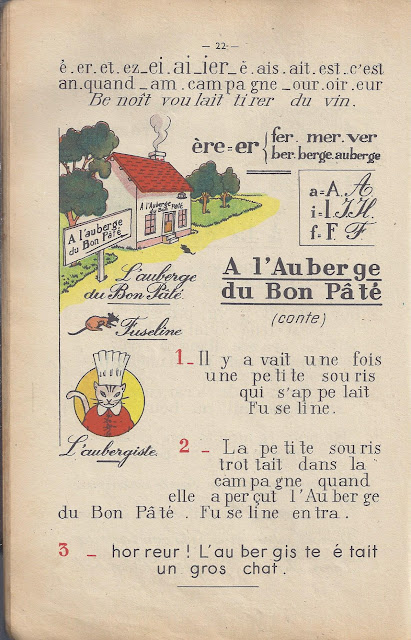 — 22 —
è.er.et.ez_ei.ai_ier_ê.ais.ait.est.c'est
an.quand_am.campagne_our.oir.eur
Be noît vou lait ti rer du vin.
ère=er { fer. mer. ver
ber. berge. auberge
A l'Auberge
du Bon Pâté
A l'auberge
du Bon Pâté
a=A.A
i=I.I.H.
f=F F
L'auberge
du Bon Pâté.
A l'Au ber ge
du Bon Pâté
(conte)
Fuseline
1_Il y a vait u ne fois
u ne pe ti te sou ris
qui s'ap pe lait
Fu se li ne.
L'aubergiste.
2 _ La pe ti te sou ris
trot tait dans la
cam pa gne quand
elle a per çut l'Au ber ge
du Bon Pâté . Fu se li ne en tra .
3 _ hor reur ! L'au ber gis te é tait
un gros chat .